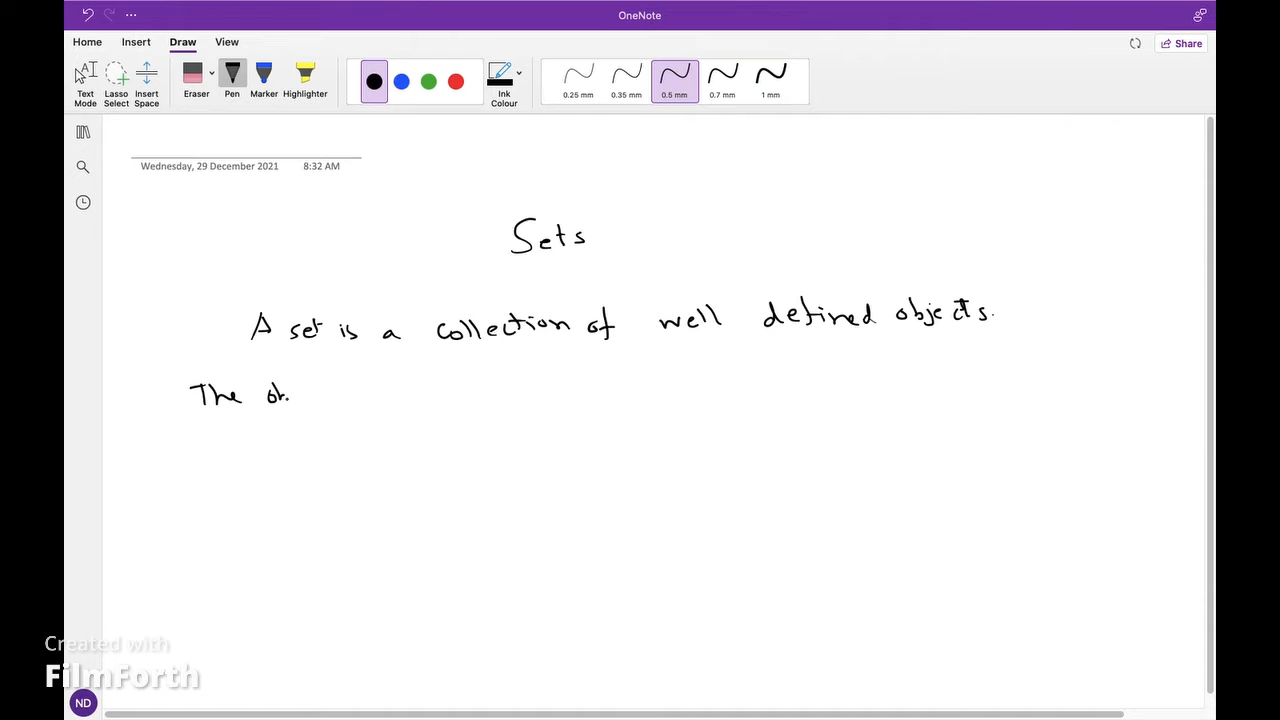 OneNote
Home Insert Draw View
Share
Text Mode
Lasso Select
Insert Space
Eraser
Pen
Marker
Highlighter
Ink Colour
0.25 mm
0.35 mm
0.5 mm
0.7 mm
1 mm
Wednesday, 29 December 2021 8:32 AM
Sets
A set is a collection of well defined objects.
The ob
Created with
FilmForth
ND